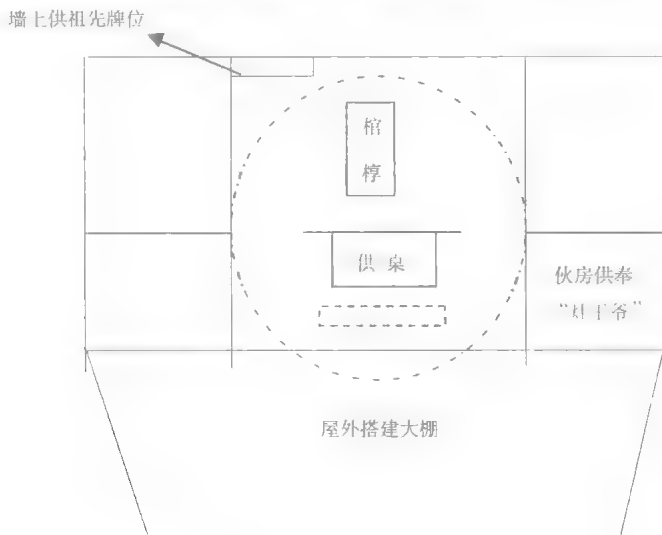 墙上供祖先牌位
棺
椁
供桌
伙房供奉
“灶王爷”
屋外搭建大棚